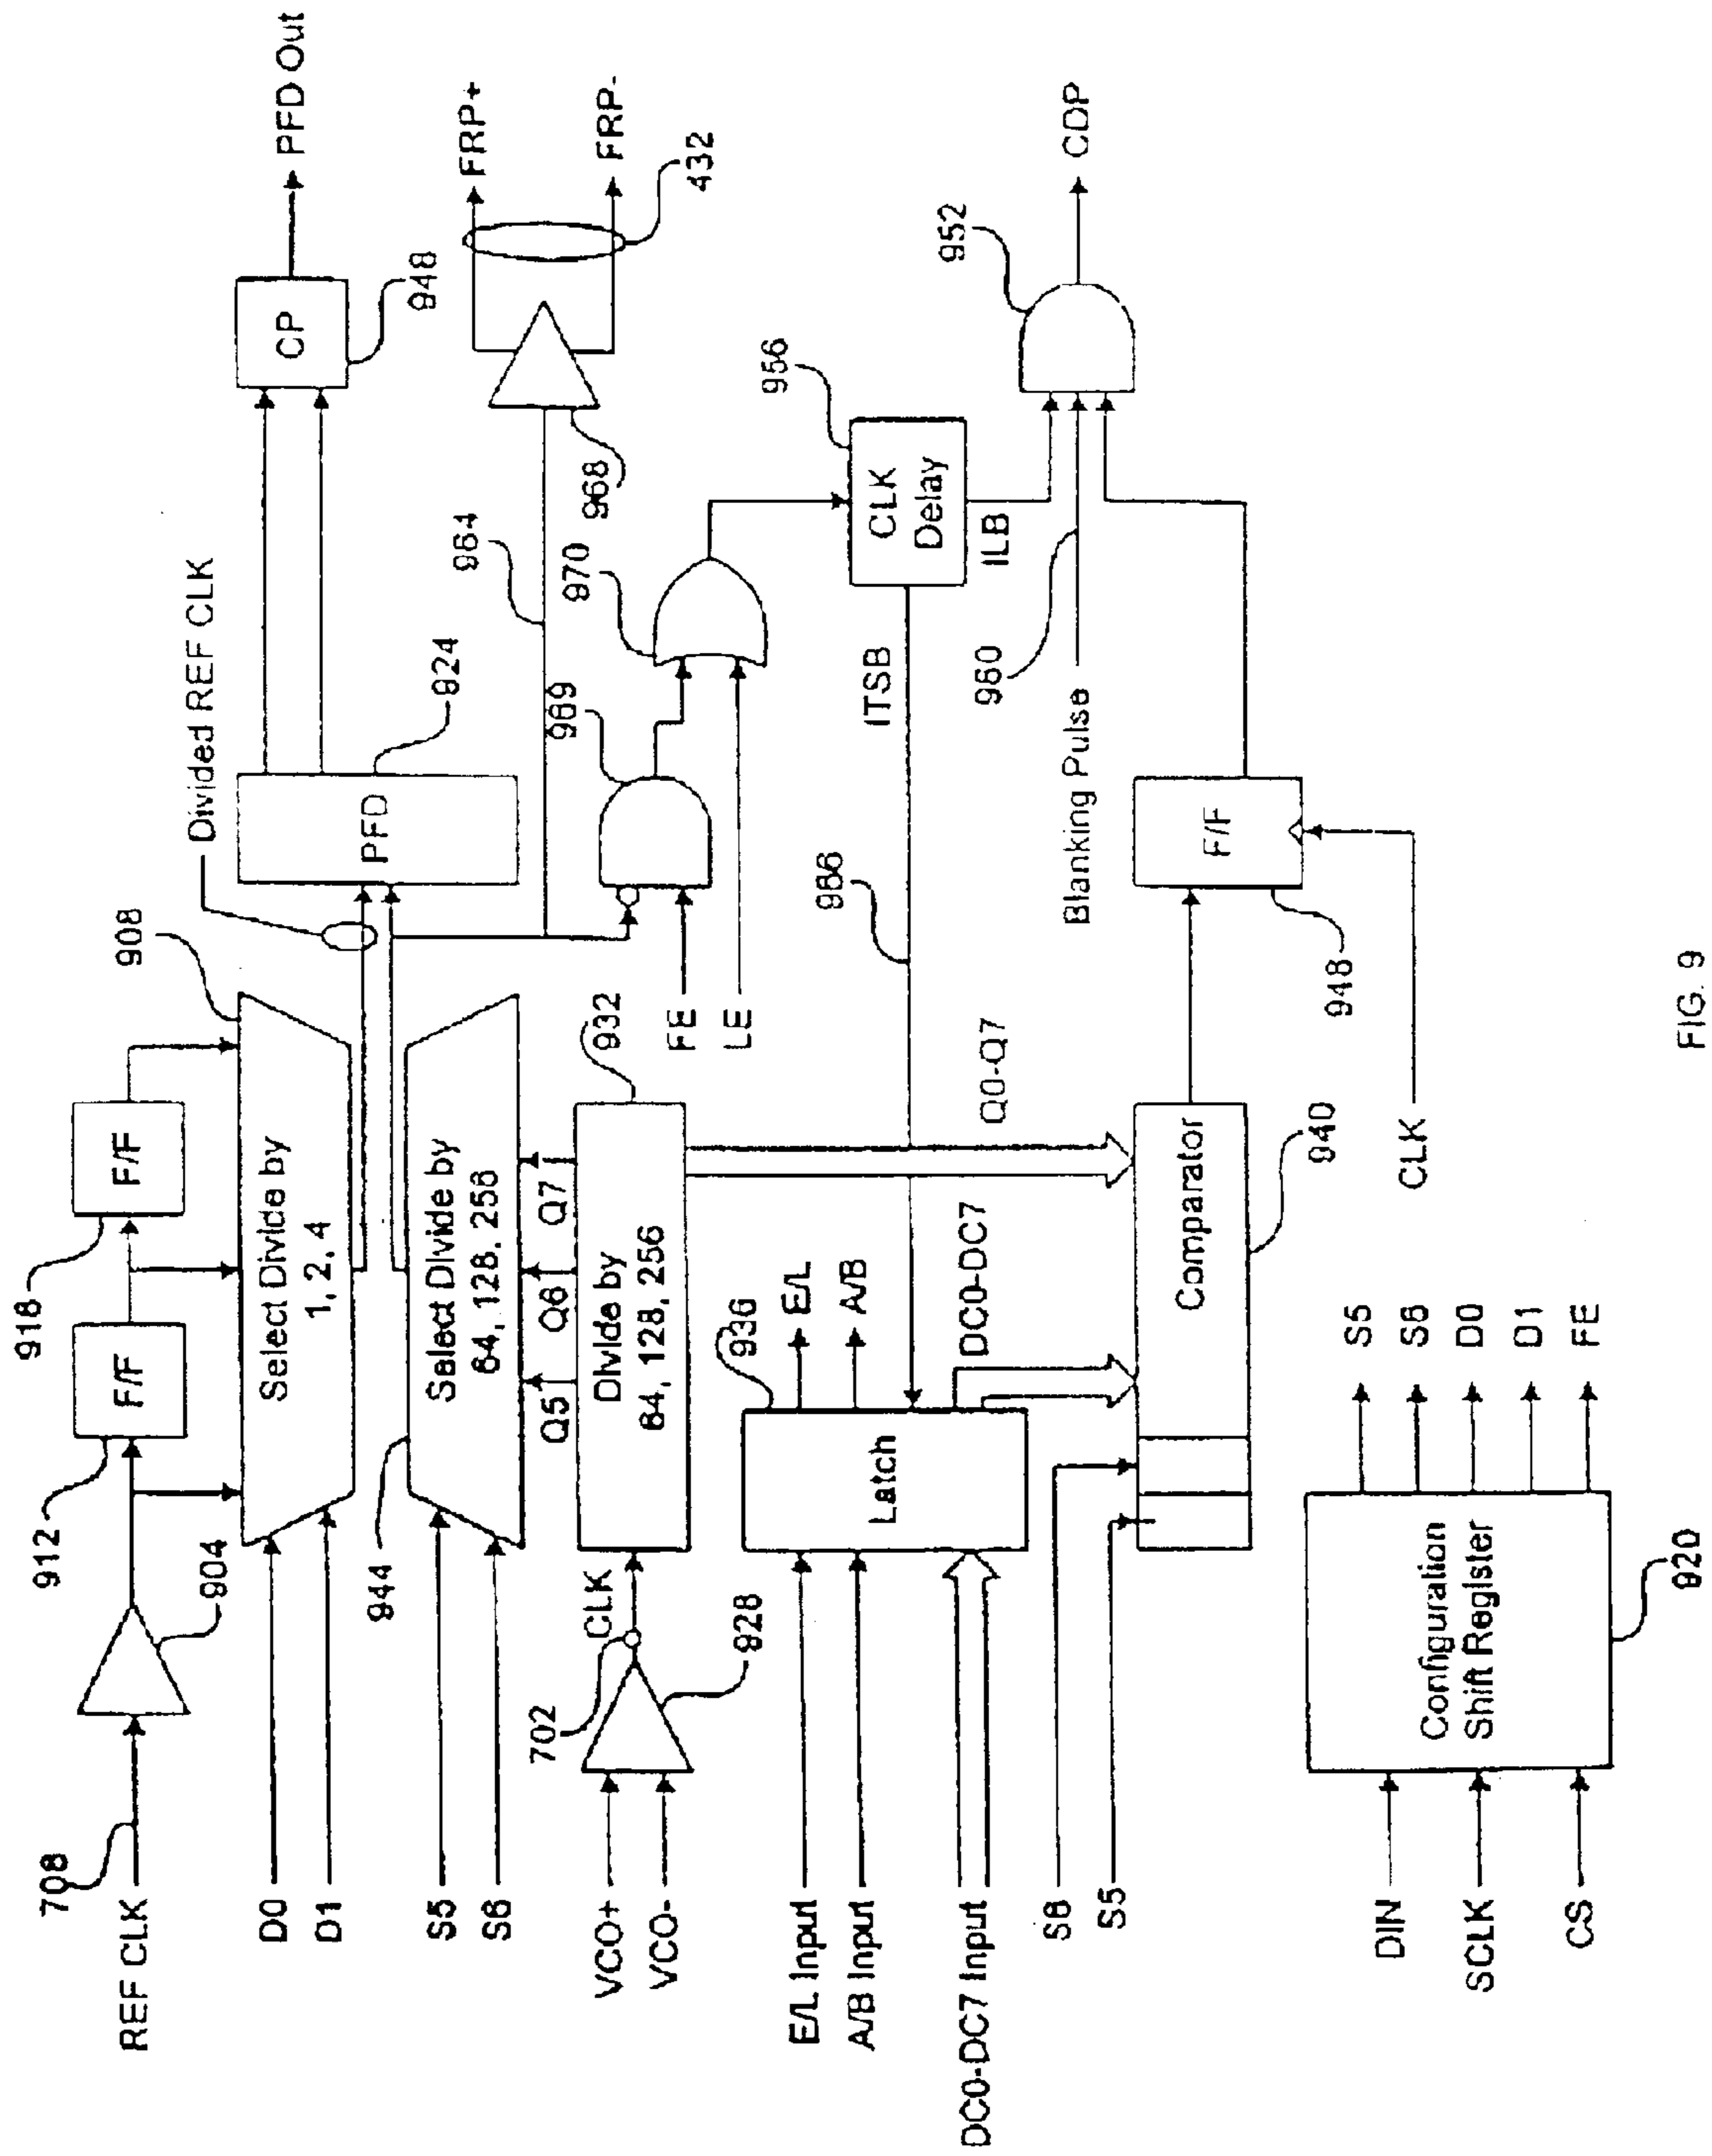 708
REF CLK
904
912
F/F
918
F/F
908
Divided REF CLK
D0
D1
Select Divide by
1, 2, 4
PFD
924
CP
948
PFD Out
944
S5
S6
Select Divide by
64, 128, 256
964
968
FRP+
FRP-
432
Q5
Q6
Q7
VCO+
VCO-
702
CLK
928
Divide by
64, 128, 256
932
FE
LE
969
970
E/L Input
A/B Input
DC0-DC7 Input
Latch
936
E/L
A/B
DC0-DC7
966
ITSB
CLK
Delay
956
ILB
Q0-Q7
Blanking Pulse
960
952
CDP
S6
S5
Comparator
940
F/F
948
CLK
DIN
SCLK
CS
Configuration
Shift Register
920
S5
S6
D0
D1
FE
FIG. 9